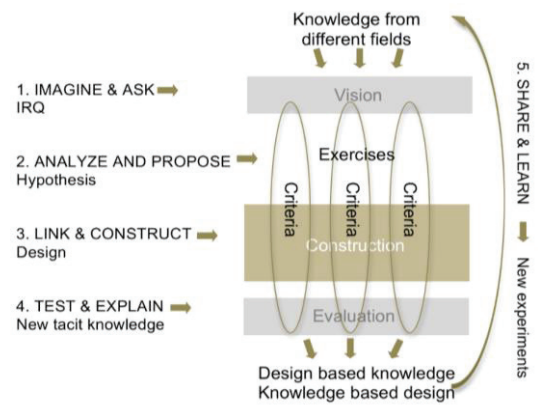 Knowledge from
different fields
1. IMAGINE & ASK
IRQ
Vision
2. ANALYZE AND PROPOSE
Hypothesis
Exercises
Criteria
Criteria
Criteria
3. LINK & CONSTRUCT
Design
Construction
4. TEST & EXPLAIN
New tacit knowledge
Evaluation
Design based knowledge
Knowledge based design
5. SHARE & LEARN
New experiments